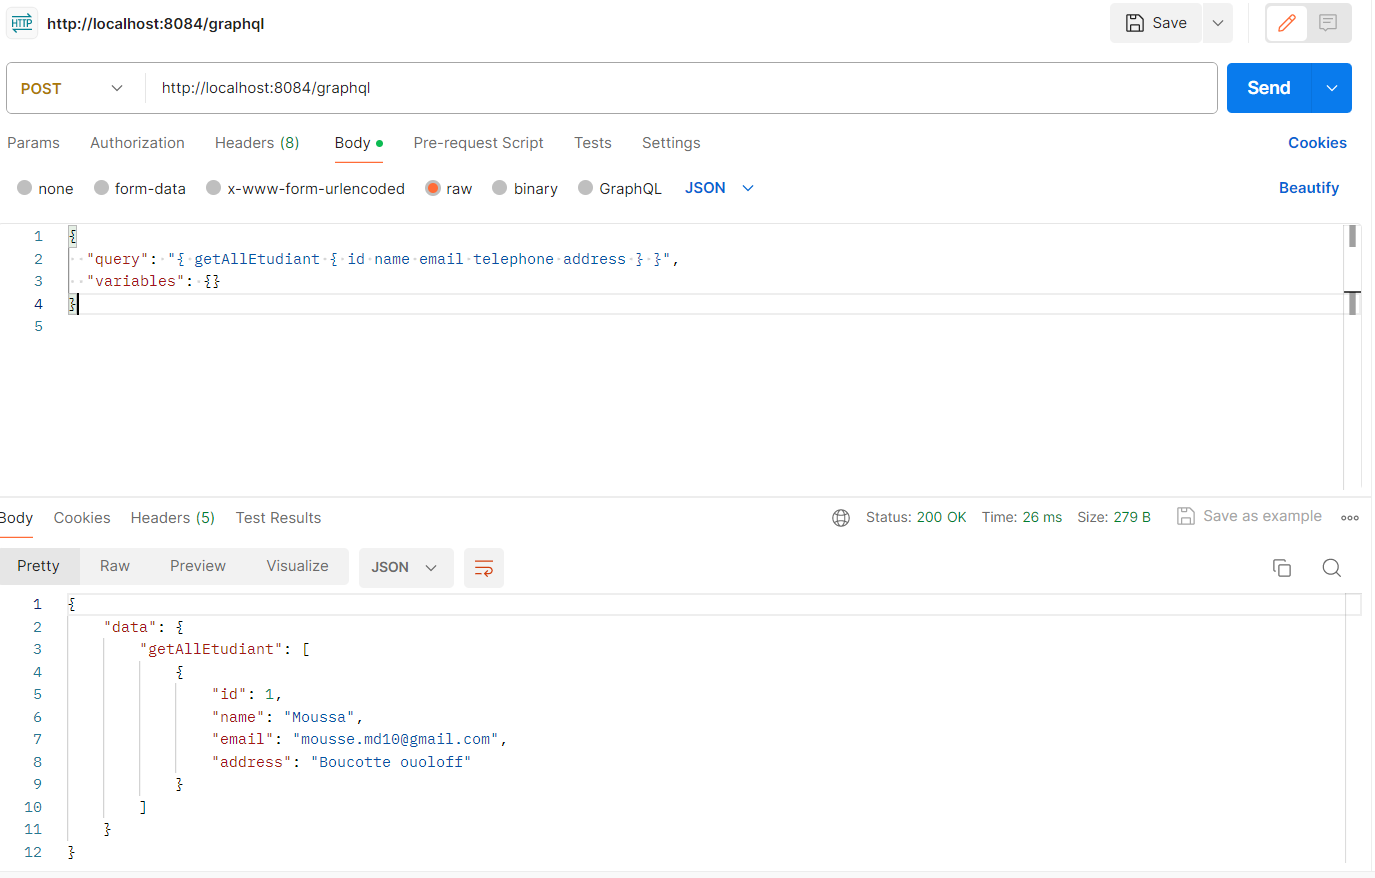 HTTP http://localhost:8084/graphql Save
POST http://localhost:8084/graphql Send
Params Authorization Headers (8) Body Pre-request Script Tests Settings Cookies
none form-data x-www-form-urlencoded raw binary GraphQL JSON Beautify
1 {
2 "query": "{ getAllEtudiant { id name email telephone address } }",
3 "variables": {}
4 }
5
Body Cookies Headers (5) Test Results Status: 200 OK Time: 26 ms Size: 279 B Save as example
Pretty Raw Preview Visualize JSON
1 {
2 "data": {
3 "getAllEtudiant": [
4 {
5 "id": 1,
6 "name": "Moussa",
7 "email": "mousse.md10@gmail.com",
8 "address": "Boucotte ouoloff"
9 }
10 ]
11 }
12 }